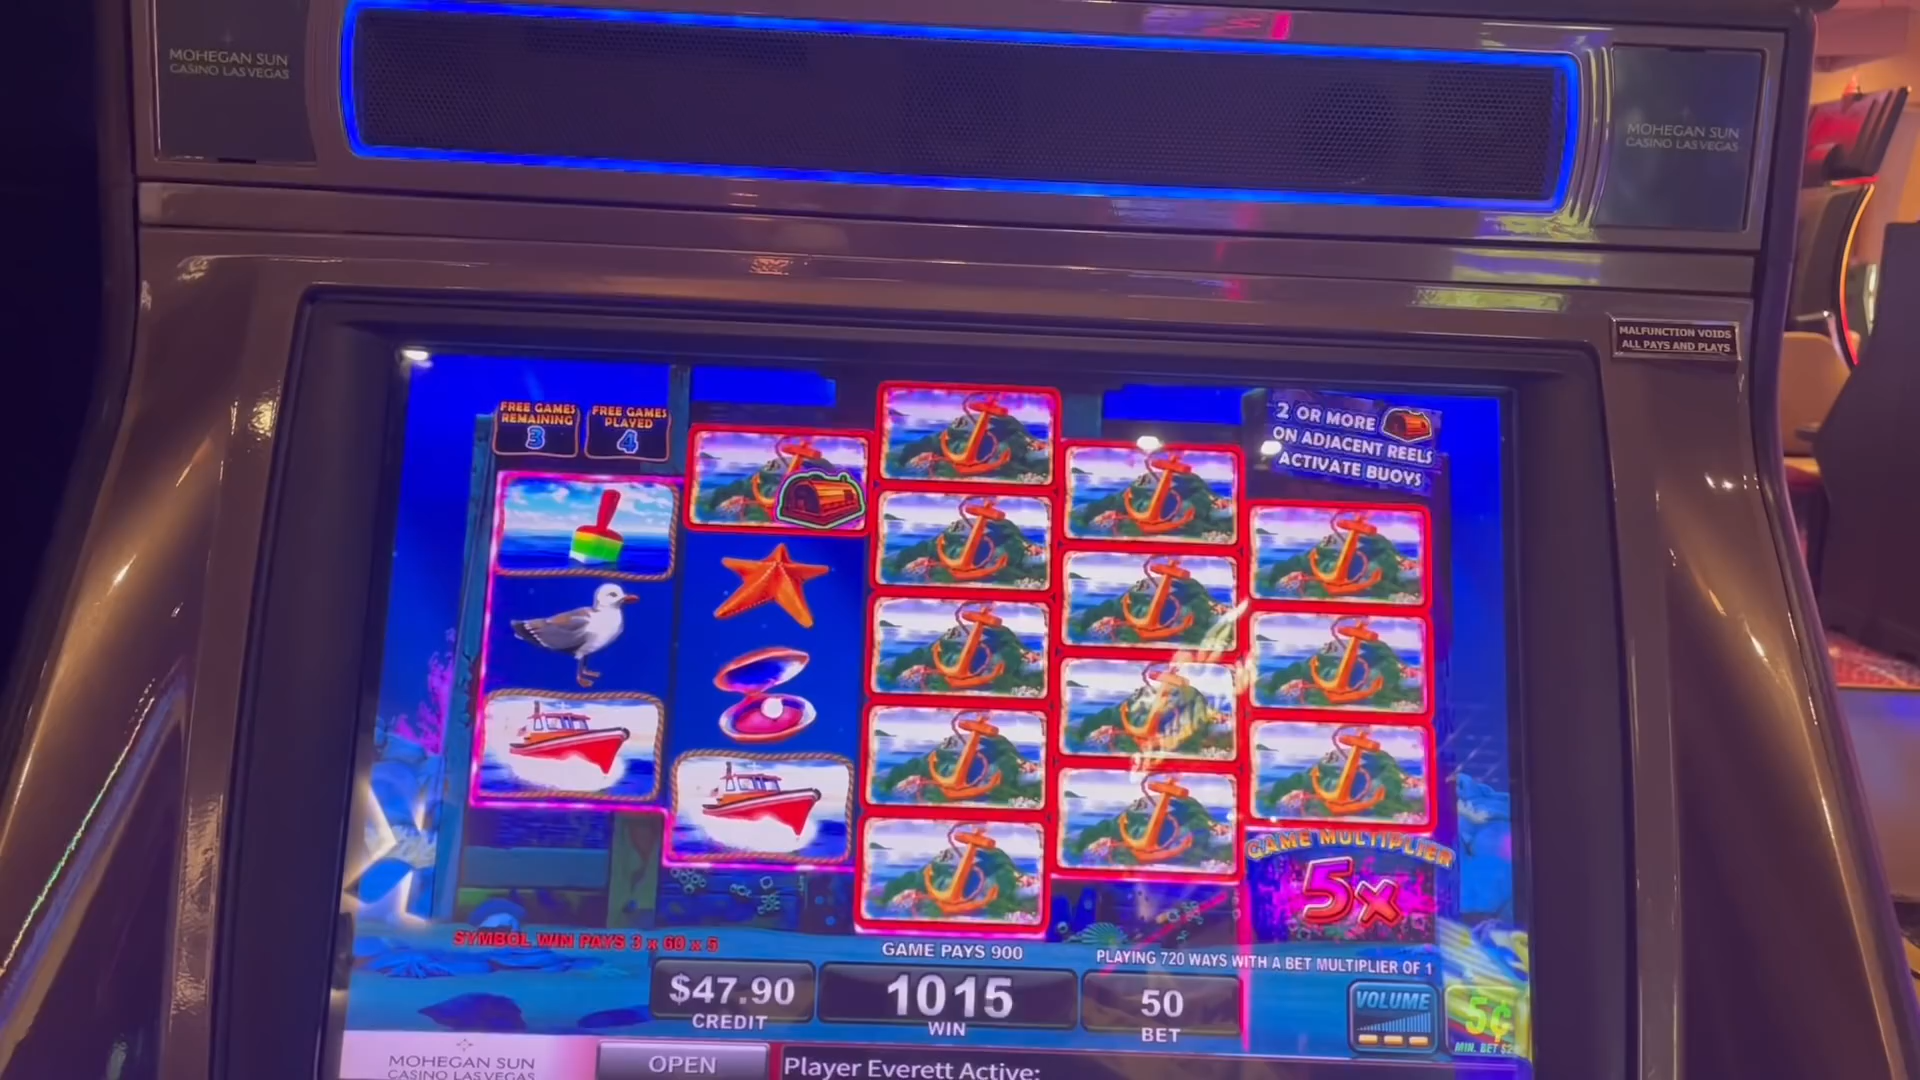 MOHEGAN SUN
CASINO LAS VEGAS
MOHEGAN SUN
CASINO LAS VEGAS
MALFUNCTION VOIDS
ALL PAYS AND PLAYS
FREE GAMES
REMAINING
3
FREE GAMES
PLAYED
4
2 OR MORE
ON ADJACENT REELS
ACTIVATE BUOYS
GAME MULTIPLIER
5x
SYMBOL WIN PAYS 3 x 60 x 5
GAME PAYS 900
PLAYING 720 WAYS WITH A BET MULTIPLIER OF 1
$47.90
CREDIT
1015
WIN
50
BET
VOLUME
5¢
MIN. BET
MOHEGAN SUN
CASINO LAS VEGAS
OPEN
Player Everett Active: